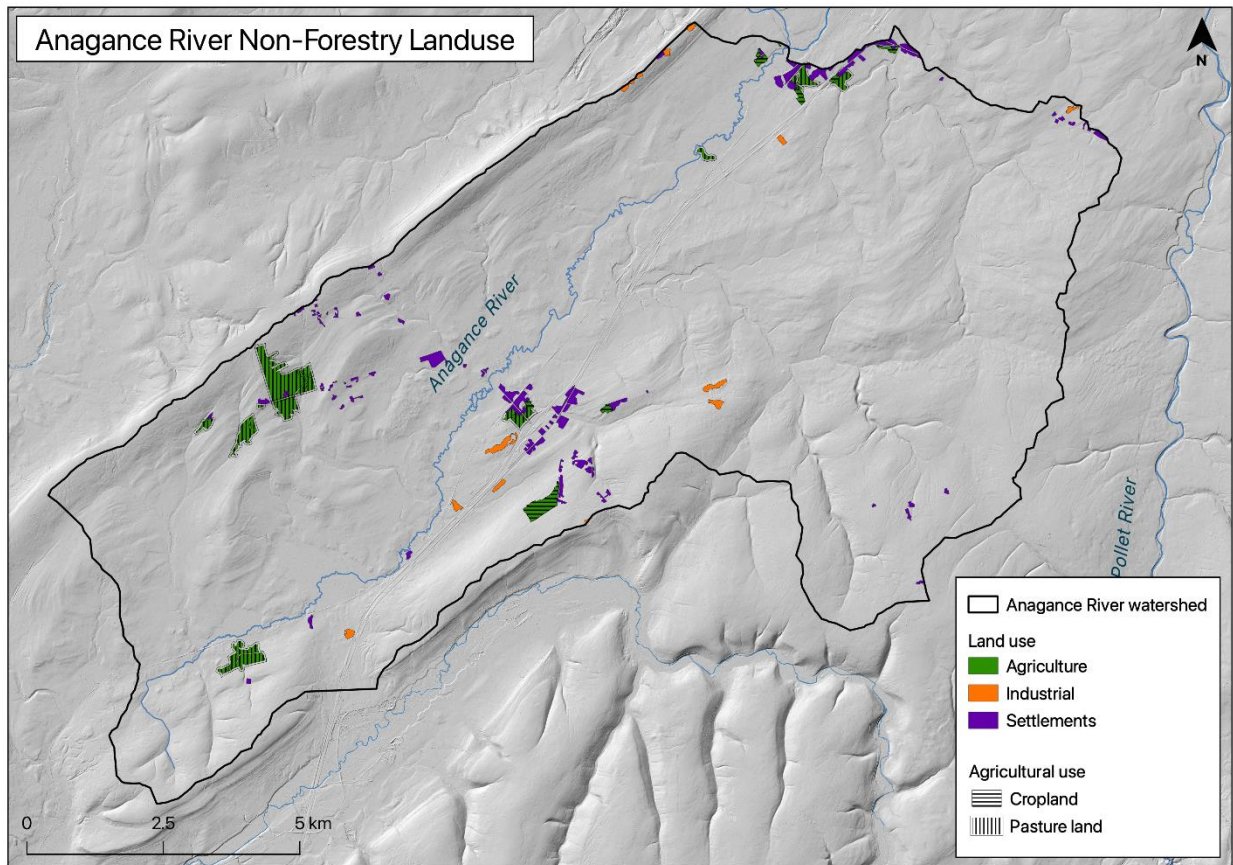 Anagance River Non-Forestry Landuse
N
Anagance River
Pollet River
Anagance River watershed
Land use
Agriculture
Industrial
Settlements
Agricultural use
Cropland
Pasture land
0
2.5
5 km